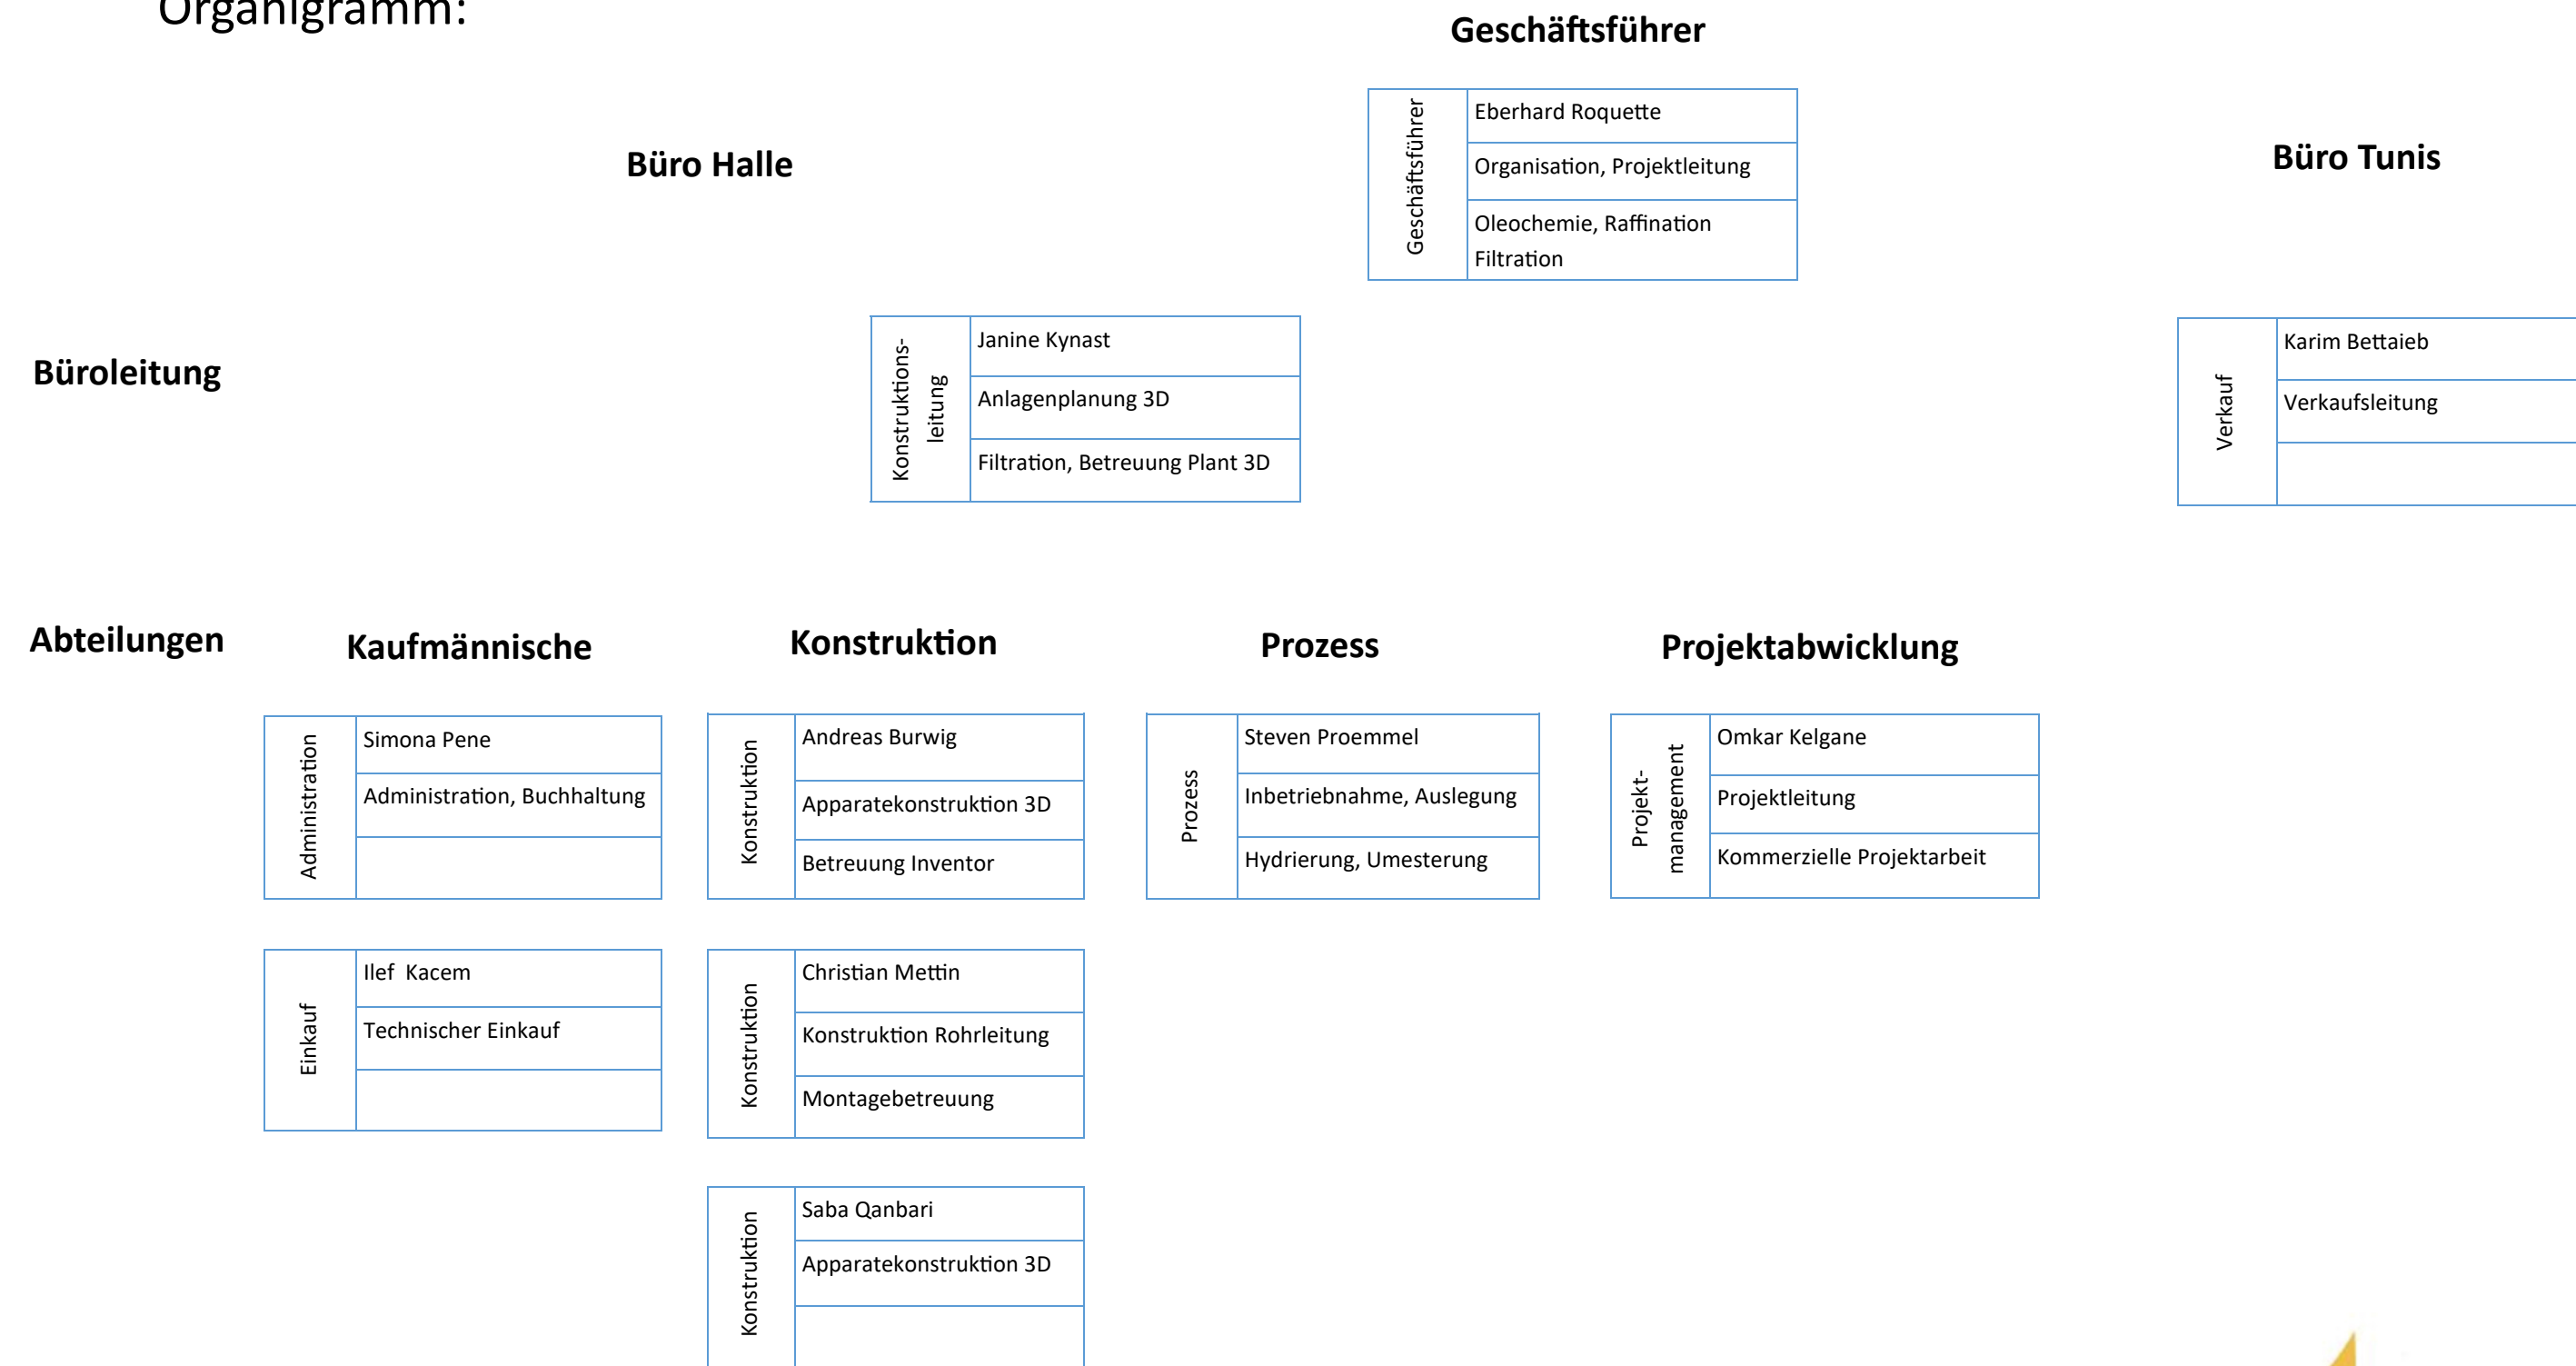 Organigramm:
Geschäftsführer
Büro Halle
Büro Tunis
Geschäftsführer
Eberhard Roquette
Organisation, Projektleitung
Oleochemie, Raffination
Filtration
Büroleitung
Konstruktions-
leitung
Janine Kynast
Anlagenplanung 3D
Filtration, Betreuung Plant 3D
Verkauf
Karim Bettaieb
Verkaufsleitung
Abteilungen
Kaufmännische
Konstruktion
Prozess
Projektabwicklung
Administration
Simona Pene
Administration, Buchhaltung
Konstruktion
Andreas Burwig
Apparatekonstruktion 3D
Betreuung Inventor
Prozess
Steven Proemmel
Inbetriebnahme, Auslegung
Hydrierung, Umesterung
Projekt-
management
Omkar Kelgane
Projektleitung
Kommerzielle Projektarbeit
Einkauf
Ilef  Kacem
Technischer Einkauf
Konstruktion
Christian Mettin
Konstruktion Rohrleitung
Montagebetreuung
Konstruktion
Saba Qanbari
Apparatekonstruktion 3D